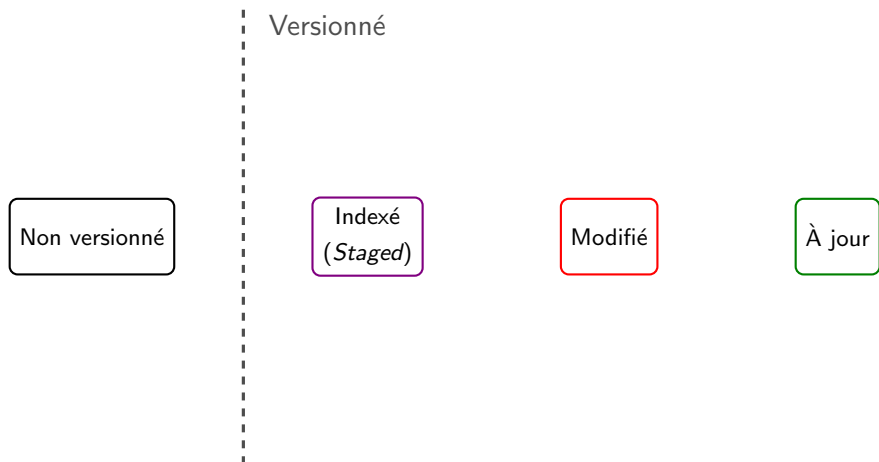 Versionné
Non versionné
Indexé
(Staged)
Modifié
À jour